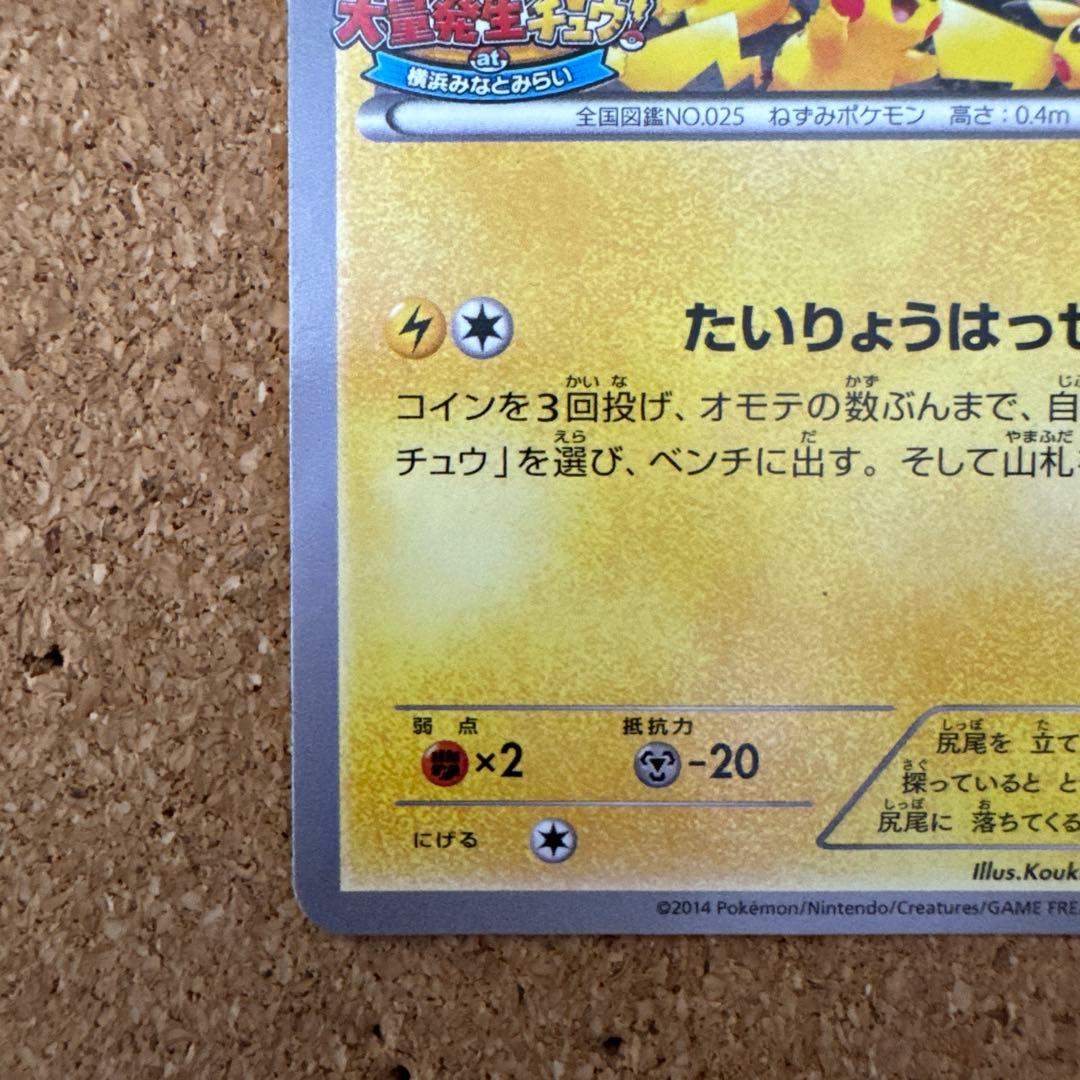 大量発生チュウ!
at
横浜みなとみらい
全国図鑑NO.025 ねずみポケモン 高さ:0.4m
たいりょうはっせ
かい な かず
コインを3回投げ、オモテの数ぶんまで、自
えら だ やまふだ
チュウ」を選び、ベンチに出す。そして山札
弱点 抵抗力
×2 -20
にげる
しっぽ た
尻尾を 立て
さぐ
探っていると と
しっぽ お
尻尾に 落ちてくる
Illus.Kouk
©2014 Pokémon/Nintendo/Creatures/GAME FRE